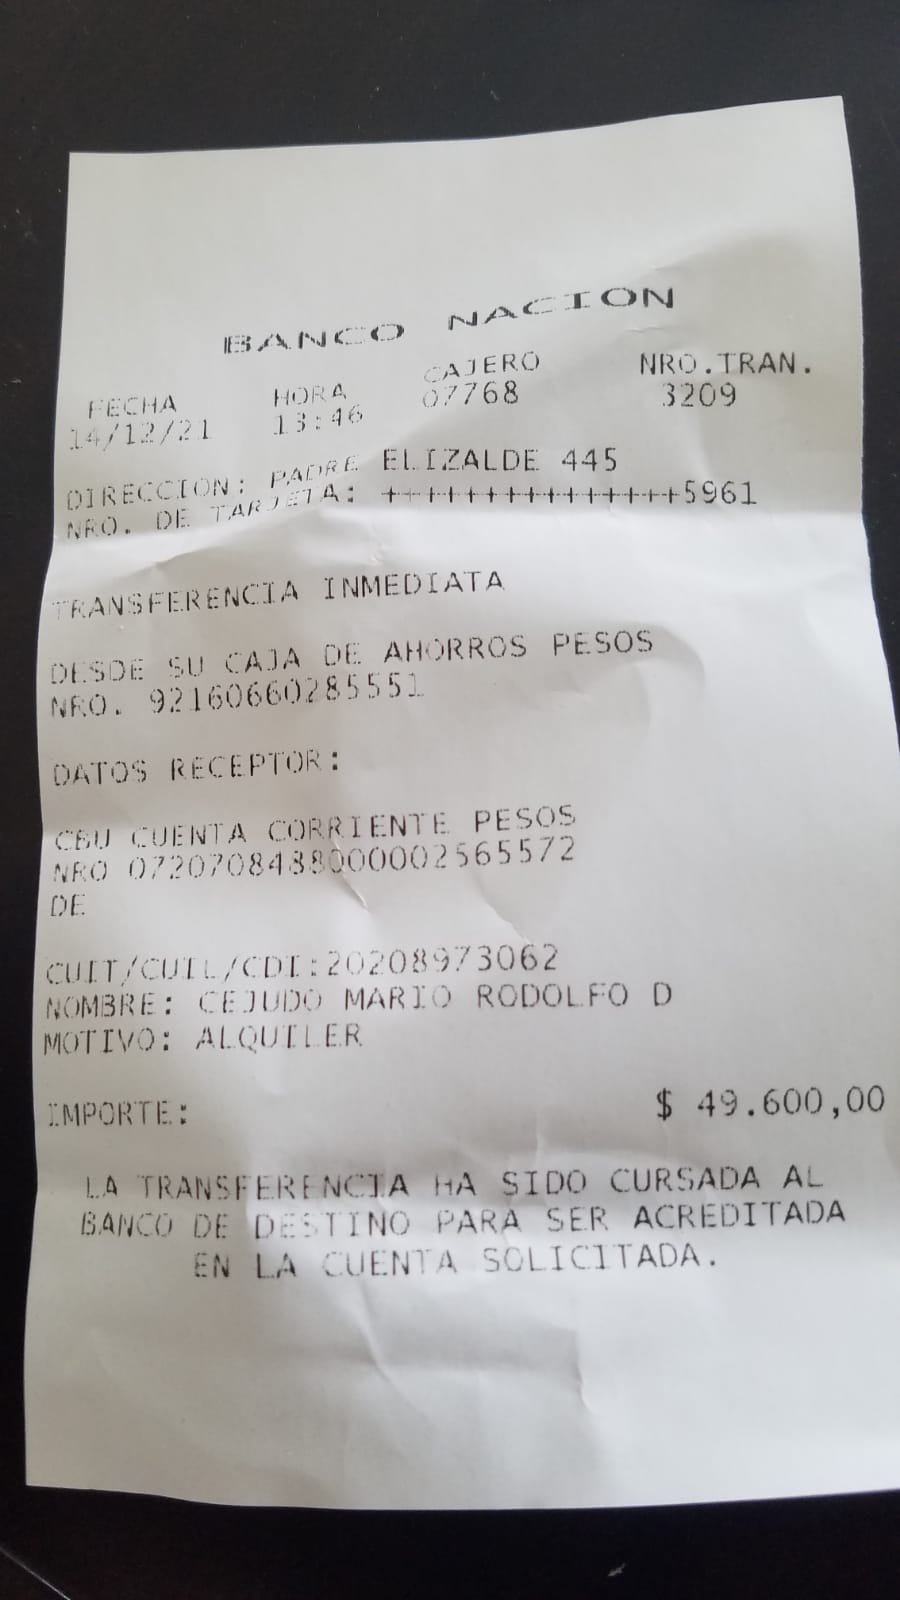 BANCO NACION
FECHA HORA CAJERO NRO.TRAN.
14/12/21 13:46 07768 3209
DIRECCION: PADRE ELIZALDE 445
NRO. DE TARJETA: +++++++++++++++5961
TRANSFERENCIA INMEDIATA
DESDE SU CAJA DE AHORROS PESOS
NRO. 92160660285551
DATOS RECEPTOR:
CBU CUENTA CORRIENTE PESOS
NRO 0720708488000002565572
DE
CUIT/CUIL/CDI:20208973062
NOMBRE: CEJUDO MARIO RODOLFO D
MOTIVO: ALQUILER
IMPORTE: $ 49.600,00
LA TRANSFERENCIA HA SIDO CURSADA AL
BANCO DE DESTINO PARA SER ACREDITADA
EN LA CUENTA SOLICITADA.